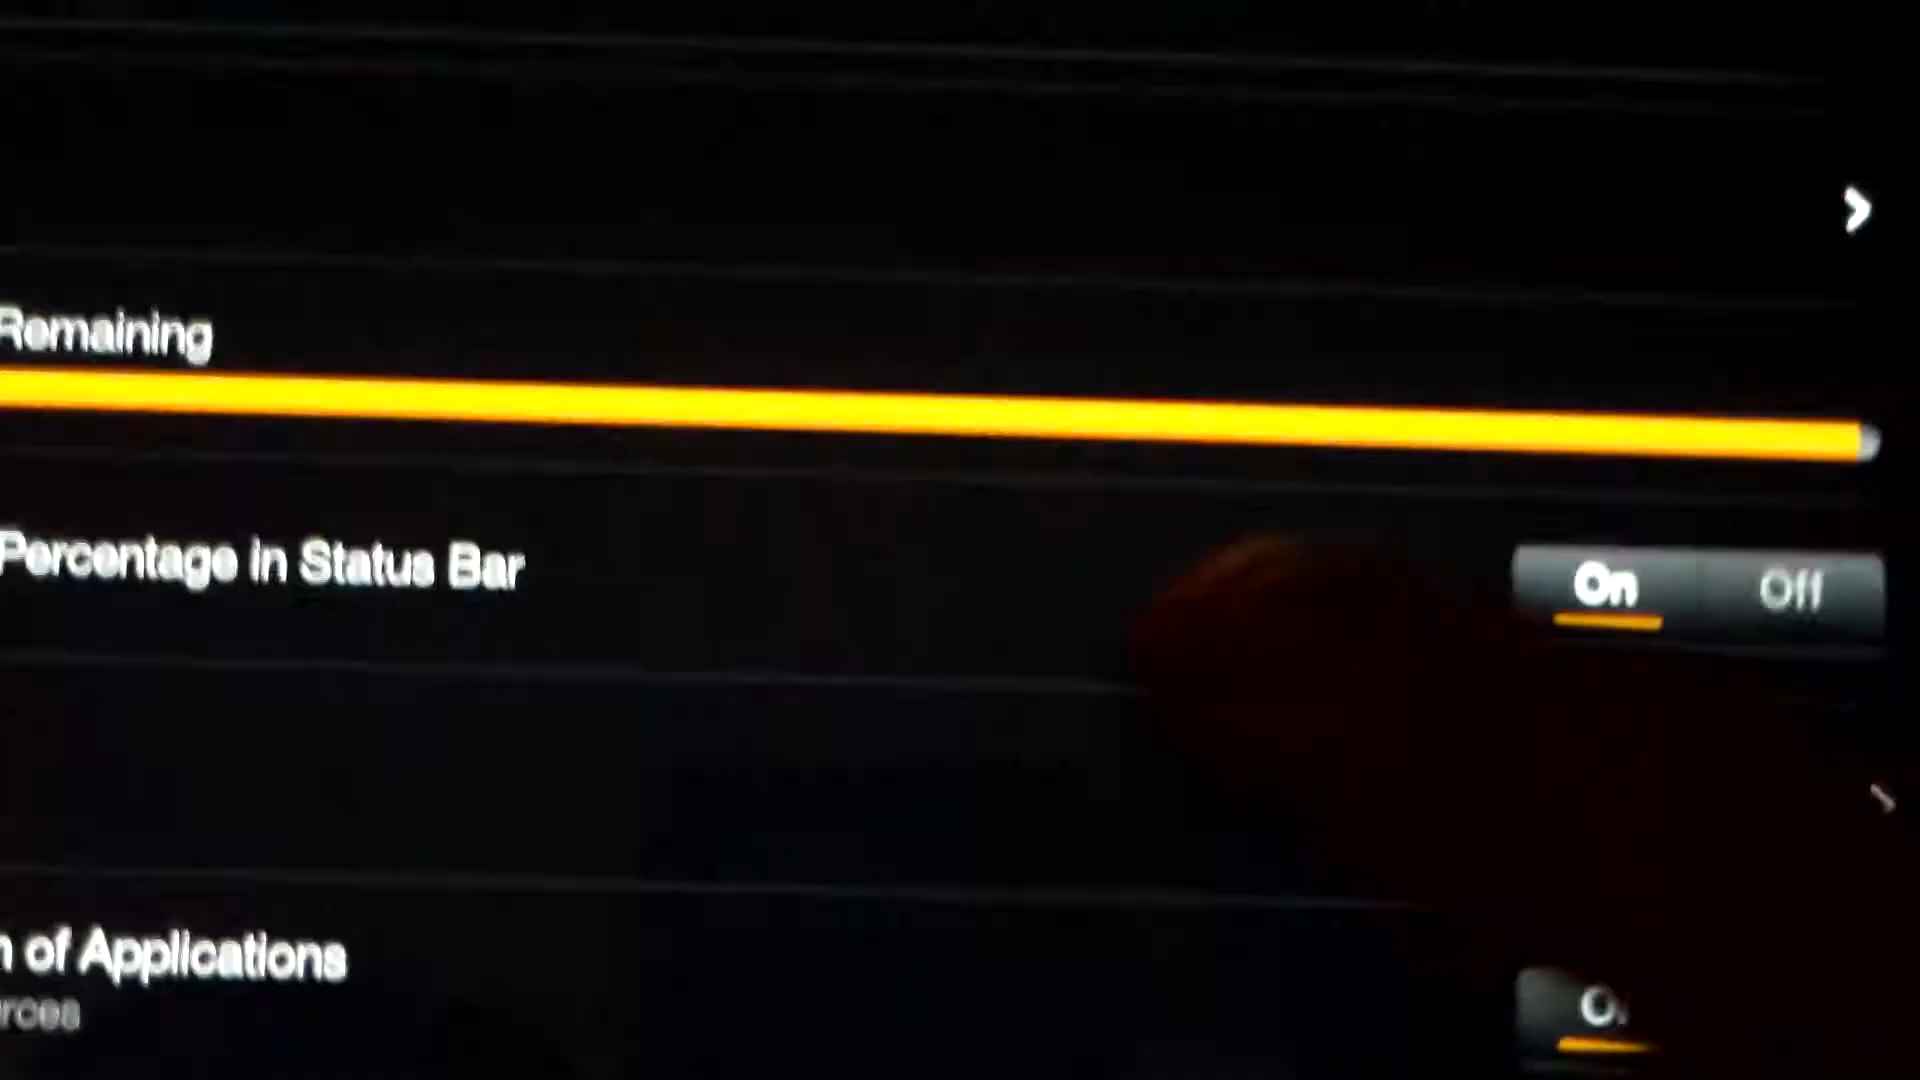 Remaining
Percentage in Status Bar
On Off
of Applications